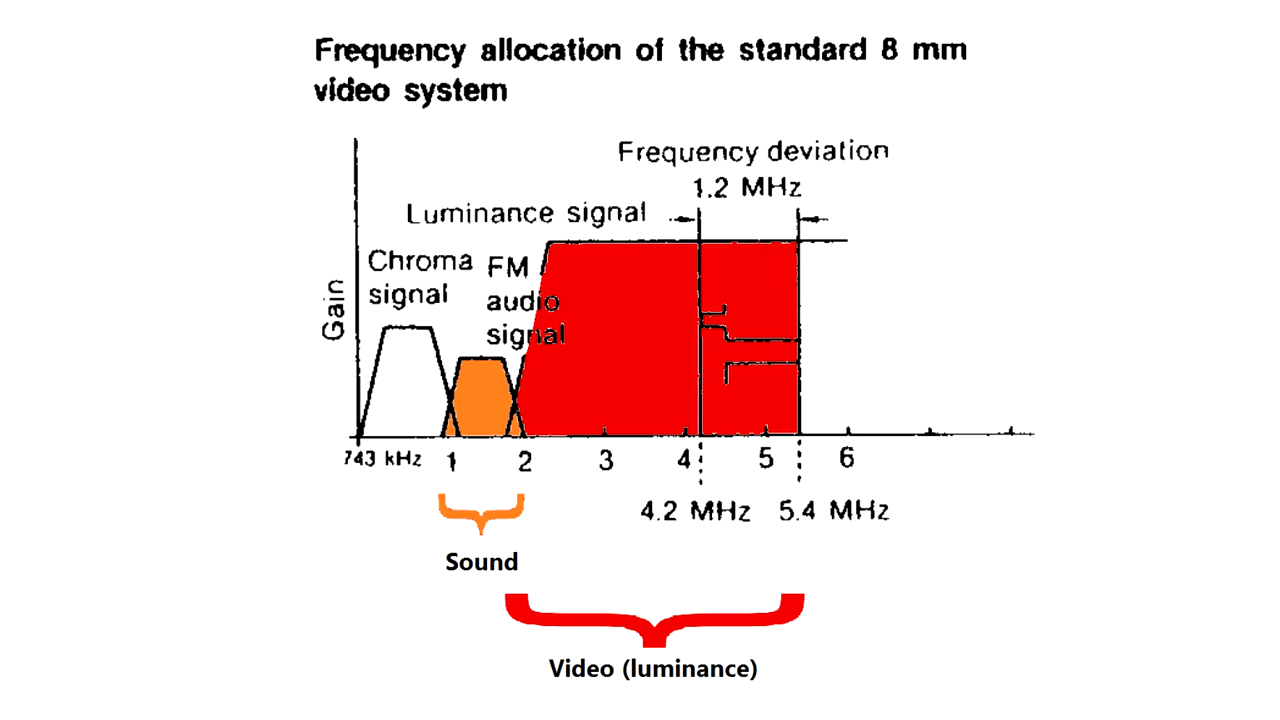 Frequency allocation of the standard 8 mm
video system
Frequency deviation
1.2 MHz
Luminance signal
Chroma
signal
FM
audio
signal
Gain
743 kHz 1 2 3 4 5 6
4.2 MHz 5.4 MHz
Sound
Video (luminance)